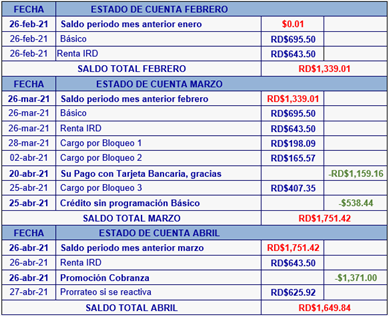 FECHA ESTADO DE CUENTA FEBRERO
26-feb-21 Saldo periodo mes anterior enero $0.01
26-feb-21 Básico RD$695.50
26-feb-21 Renta IRD RD$643.50
SALDO TOTAL FEBRERO RD$1,339.01
FECHA ESTADO DE CUENTA MARZO
26-mar-21 Saldo periodo mes anterior febrero RD$1,339.01
26-mar-21 Básico RD$695.50
26-mar-21 Renta IRD RD$643.50
28-mar-21 Cargo por Bloqueo 1 RD$198.09
02-abr-21 Cargo por Bloqueo 2 RD$165.57
20-abr-21 Su Pago con Tarjeta Bancaria, gracias -RD$1,159.16
25-abr-21 Cargo por Bloqueo 3 RD$407.35
25-abr-21 Crédito sin programación Básico -$538.44
SALDO TOTAL MARZO RD$1,751.42
FECHA ESTADO DE CUENTA ABRIL
26-abr-21 Saldo periodo mes anterior marzo RD$1,751.42
26-abr-21 Renta IRD RD$643.50
26-abr-21 Promoción Cobranza -$1,371.00
27-abr-21 Prorrateo si se reactiva RD$625.92
SALDO TOTAL ABRIL RD$1,649.84